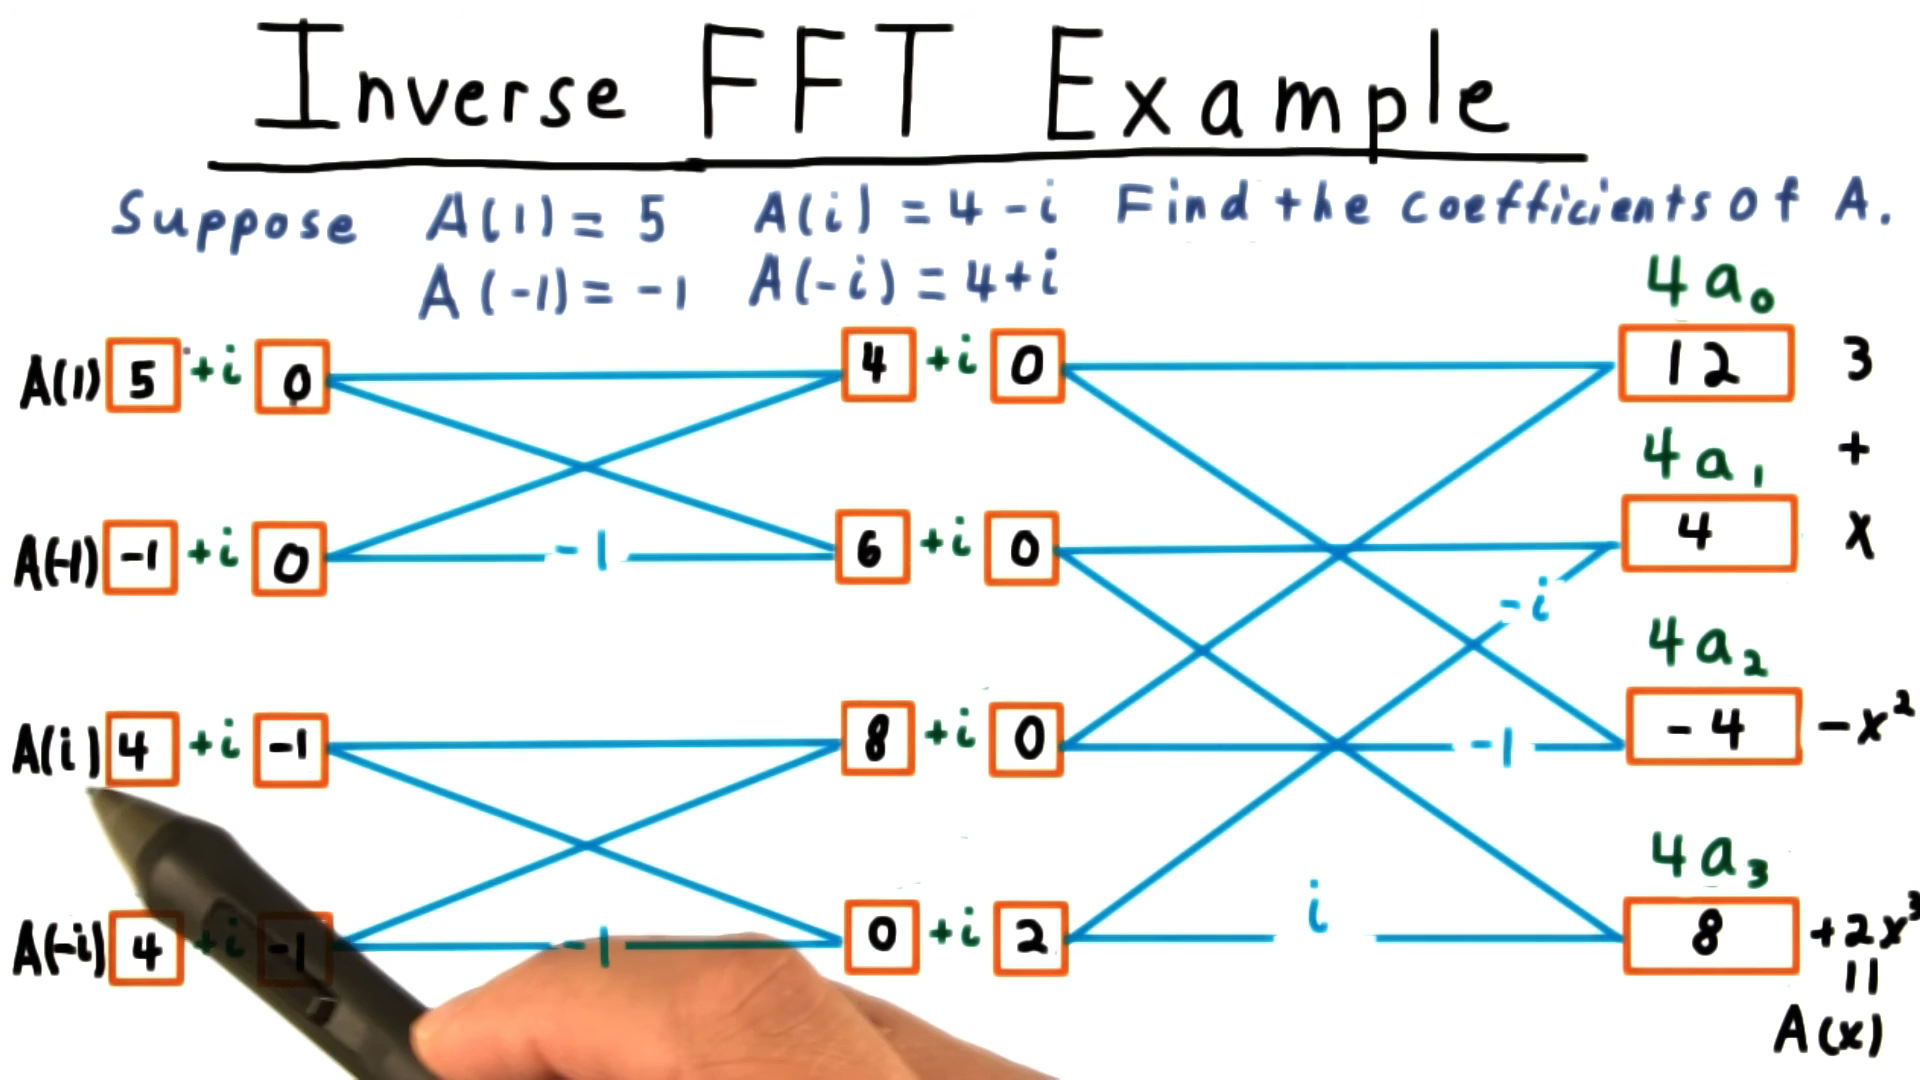 Inverse FFT Example
Suppose A(1) = 5 A(i) = 4 - i Find the coefficients of A.
A(-1) = -1 A(-i) = 4 + i
4a₀
A(1) 5 +i 0 4 +i 0 12 3
4a₁ +
A(-1) -1 +i 0 -1 6 +i 0 4 x
-i
4a₂
A(i) 4 +i -1 8 +i 0 -1 -4 -x²
4a₃
i
A(-i) 4 +i -1 -1 0 +i 2 8 +2x³
=
A(x)